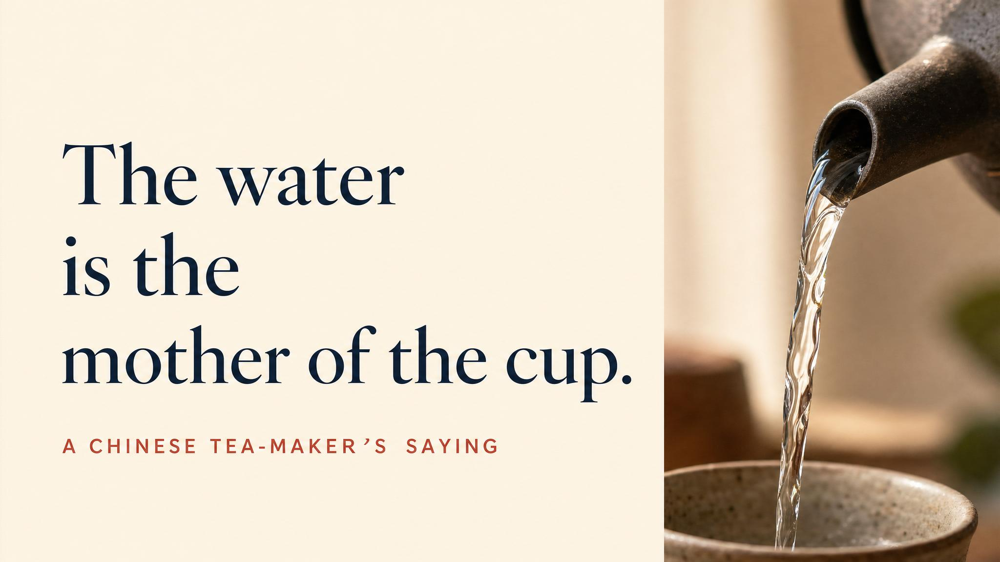 The water
is the
mother of the cup.
A CHINESE TEA-MAKER’S SAYING